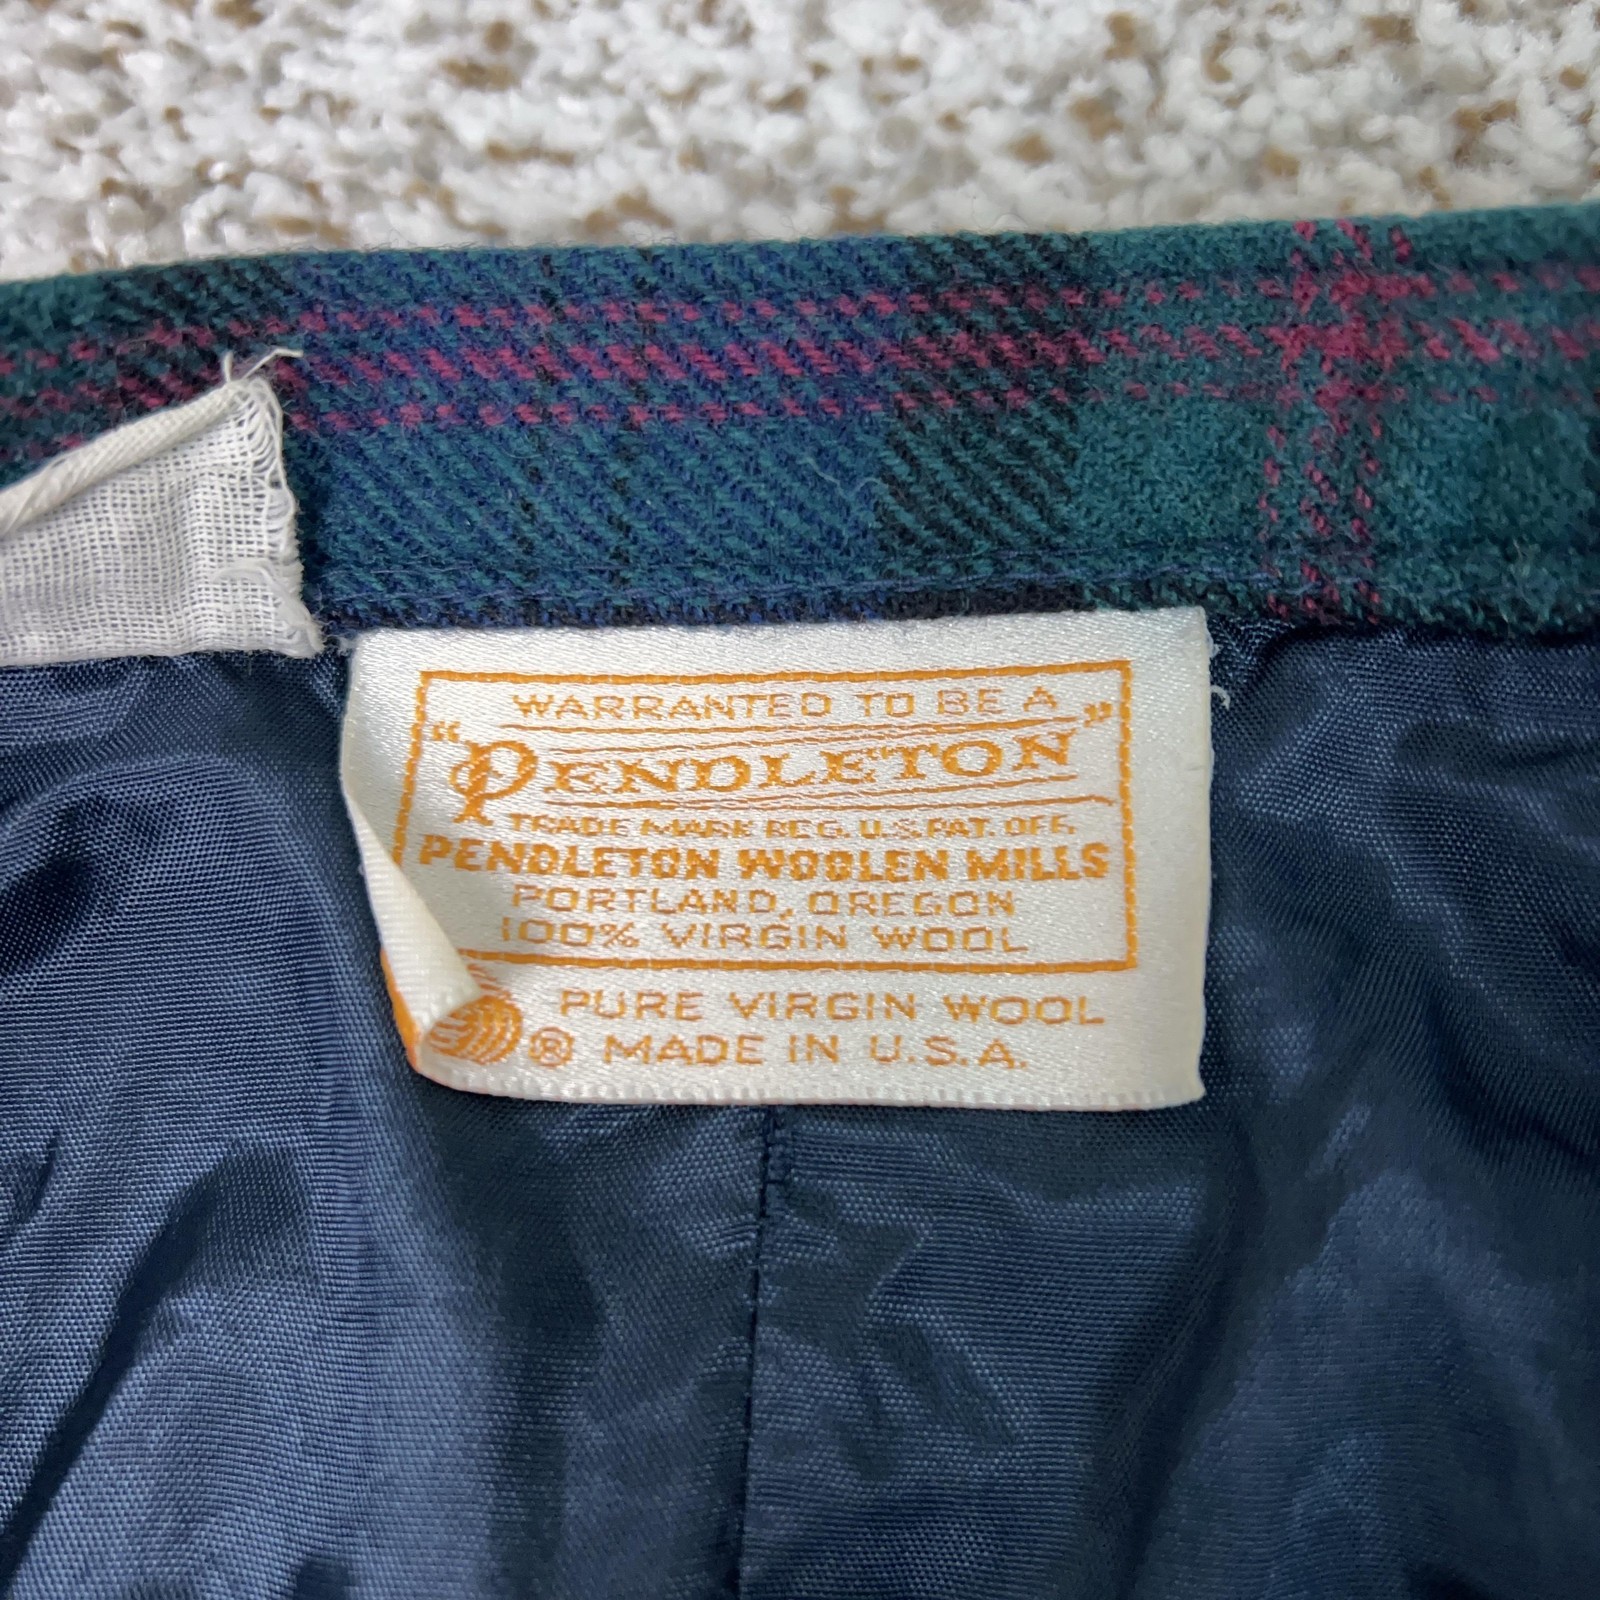 WARRANTED TO BE A
"PENDLETON"
TRADE MARK REG. U.S. PAT. OFF.
PENDLETON WOOLEN MILLS
PORTLAND, OREGON
100% VIRGIN WOOL
PURE VIRGIN WOOL
® MADE IN U.S.A.